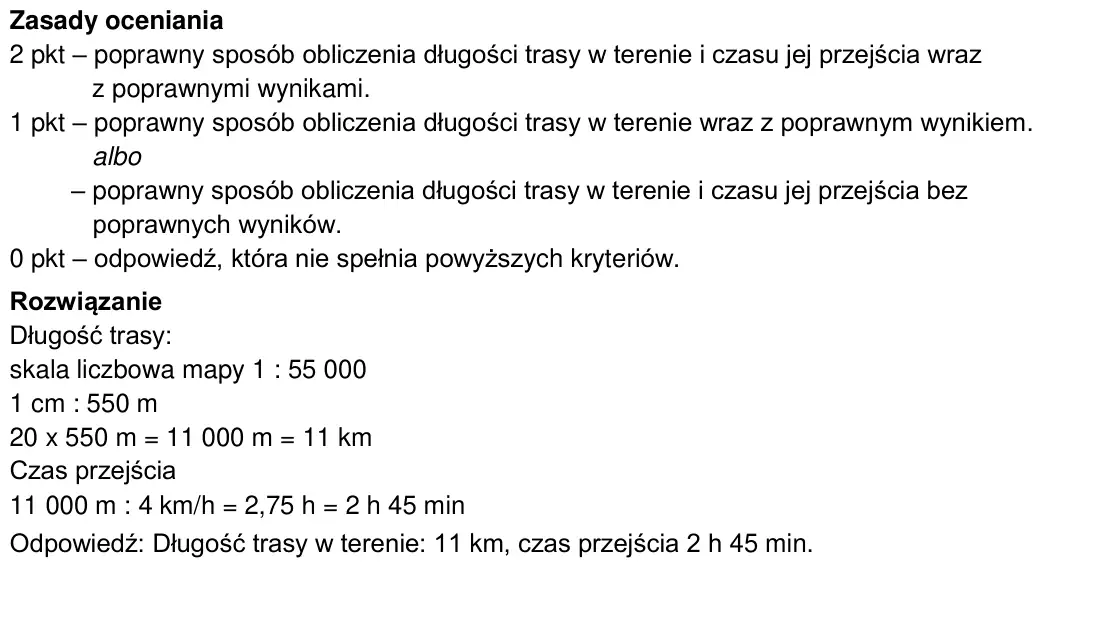 Zasady oceniania
2 pkt – poprawny sposób obliczenia długości trasy w terenie i czasu jej przejścia wraz
z poprawnymi wynikami.
1 pkt – poprawny sposób obliczenia długości trasy w terenie wraz z poprawnym wynikiem.
albo
– poprawny sposób obliczenia długości trasy w terenie i czasu jej przejścia bez
poprawnych wyników.
0 pkt – odpowiedź, która nie spełnia powyższych kryteriów.
Rozwiązanie
Długość trasy:
skala liczbowa mapy 1 : 55 000
1 cm : 550 m
20 x 550 m = 11 000 m = 11 km
Czas przejścia
11 000 m : 4 km/h = 2,75 h = 2 h 45 min
Odpowiedź: Długość trasy w terenie: 11 km, czas przejścia 2 h 45 min.